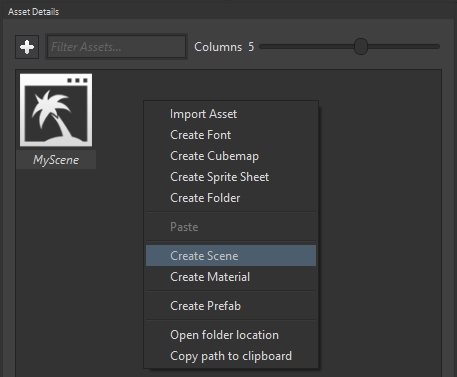 Asset Details
Filter Assets...
Columns 5
MyScene
Import Asset
Create Font
Create Cubemap
Create Sprite Sheet
Create Folder
Paste
Create Scene
Create Material
Create Prefab
Open folder location
Copy path to clipboard